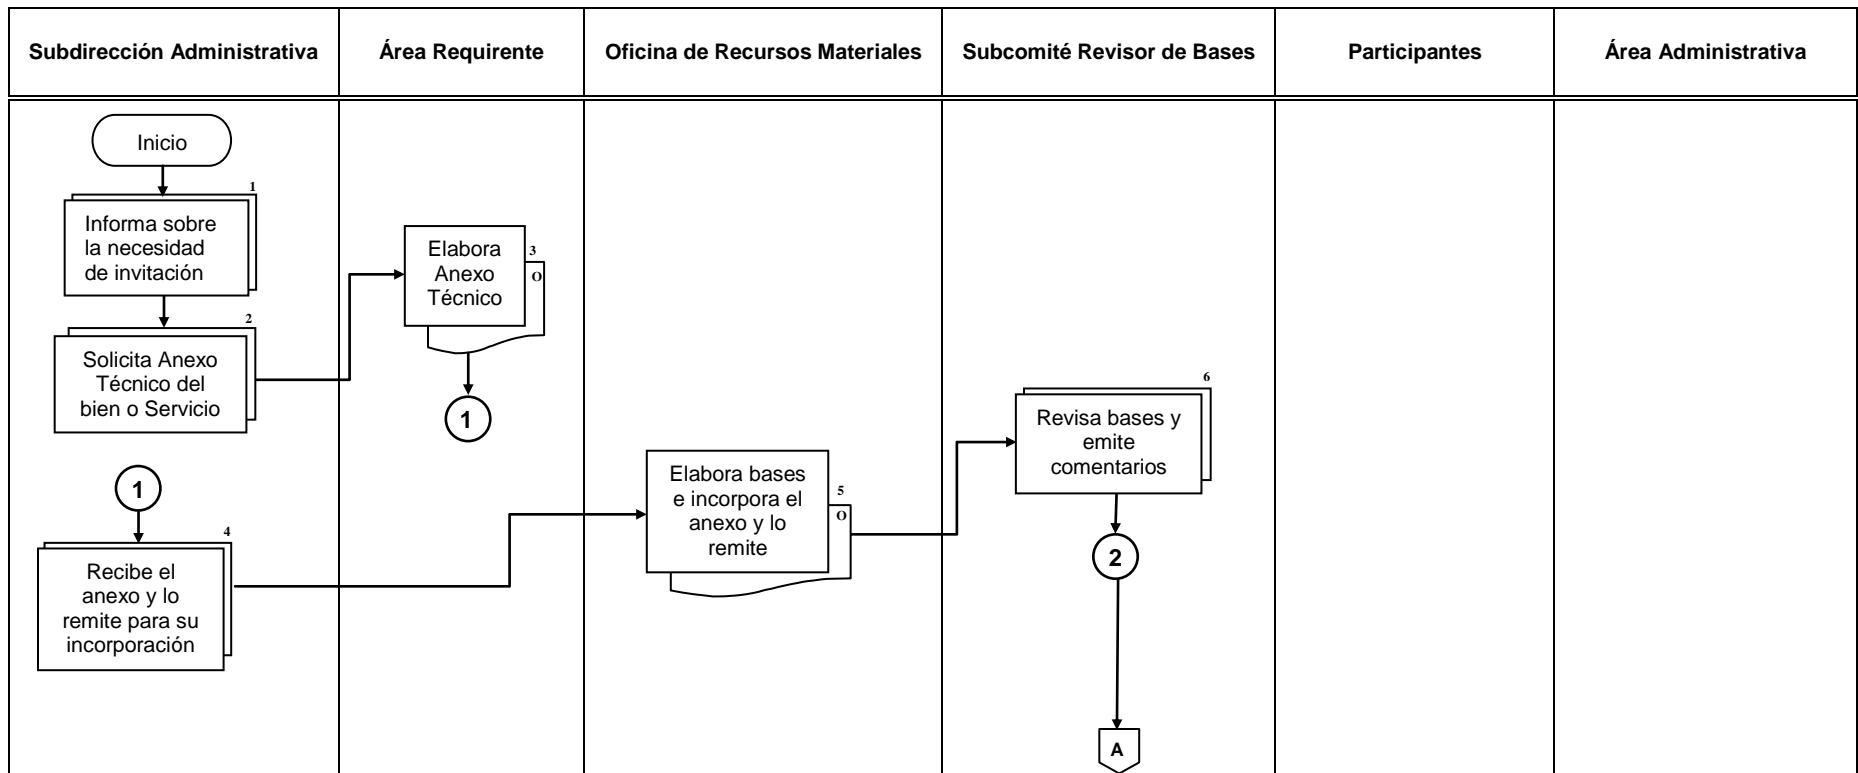 Subdirección Administrativa
Área Requirente
Oficina de Recursos Materiales
Subcomité Revisor de Bases
Participantes
Área Administrativa
Inicio
1
Informa sobre
la necesidad
de invitación
2
Solicita Anexo
Técnico del
bien o Servicio
3
O
Elabora
Anexo
Técnico
1
1
4
Recibe el
anexo y lo
remite para su
incorporación
5
O
Elabora bases
e incorpora el
anexo y lo
remite
6
Revisa bases y
emite
comentarios
2
A